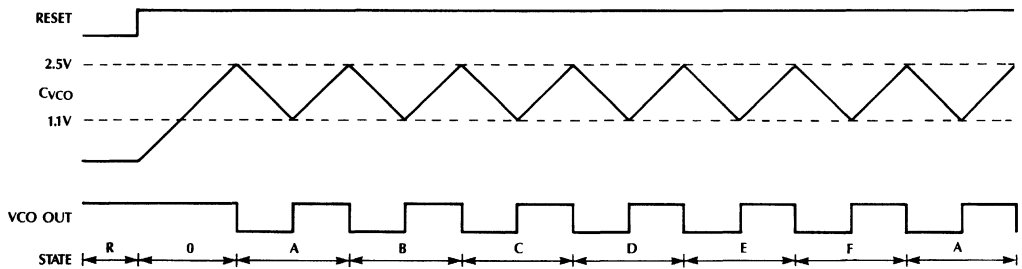 RESET
2.5V
CVCO
1.1V
VCO OUT
STATE R 0 A B C D E F A